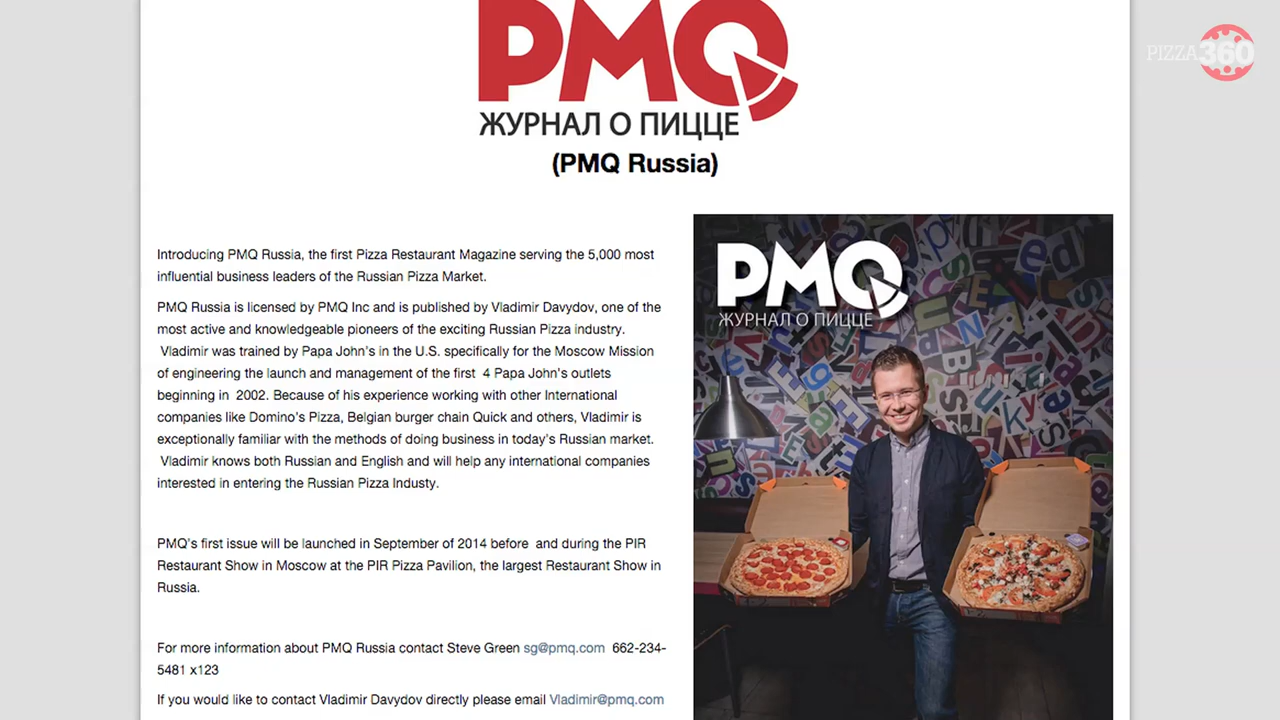 PMQ
ЖУРНАЛ О ПИЦЦЕ
(PMQ Russia)
PIZZA360
Introducing PMQ Russia, the first Pizza Restaurant Magazine serving the 5,000 most
influential business leaders of the Russian Pizza Market.
PMQ Russia is licensed by PMQ Inc and is published by Vladimir Davydov, one of the
most active and knowledgeable pioneers of the exciting Russian Pizza industry.
Vladimir was trained by Papa John's in the U.S. specifically for the Moscow Mission
of engineering the launch and management of the first  4 Papa John's outlets
beginning in  2002. Because of his experience working with other International
companies like Domino's Pizza, Belgian burger chain Quick and others, Vladimir is
exceptionally familiar with the methods of doing business in today's Russian market.
Vladimir knows both Russian and English and will help any international companies
interested in entering the Russian Pizza Industy.
PMQ's first issue will be launched in September of 2014 before  and during the PIR
Restaurant Show in Moscow at the PIR Pizza Pavilion, the largest Restaurant Show in
Russia.
For more information about PMQ Russia contact Steve Green sg@pmq.com  662-234-
5481 x123
If you would like to contact Vladimir Davydov directly please email Vladimir@pmq.com
PMQ
ЖУРНАЛ О ПИЦЦЕ